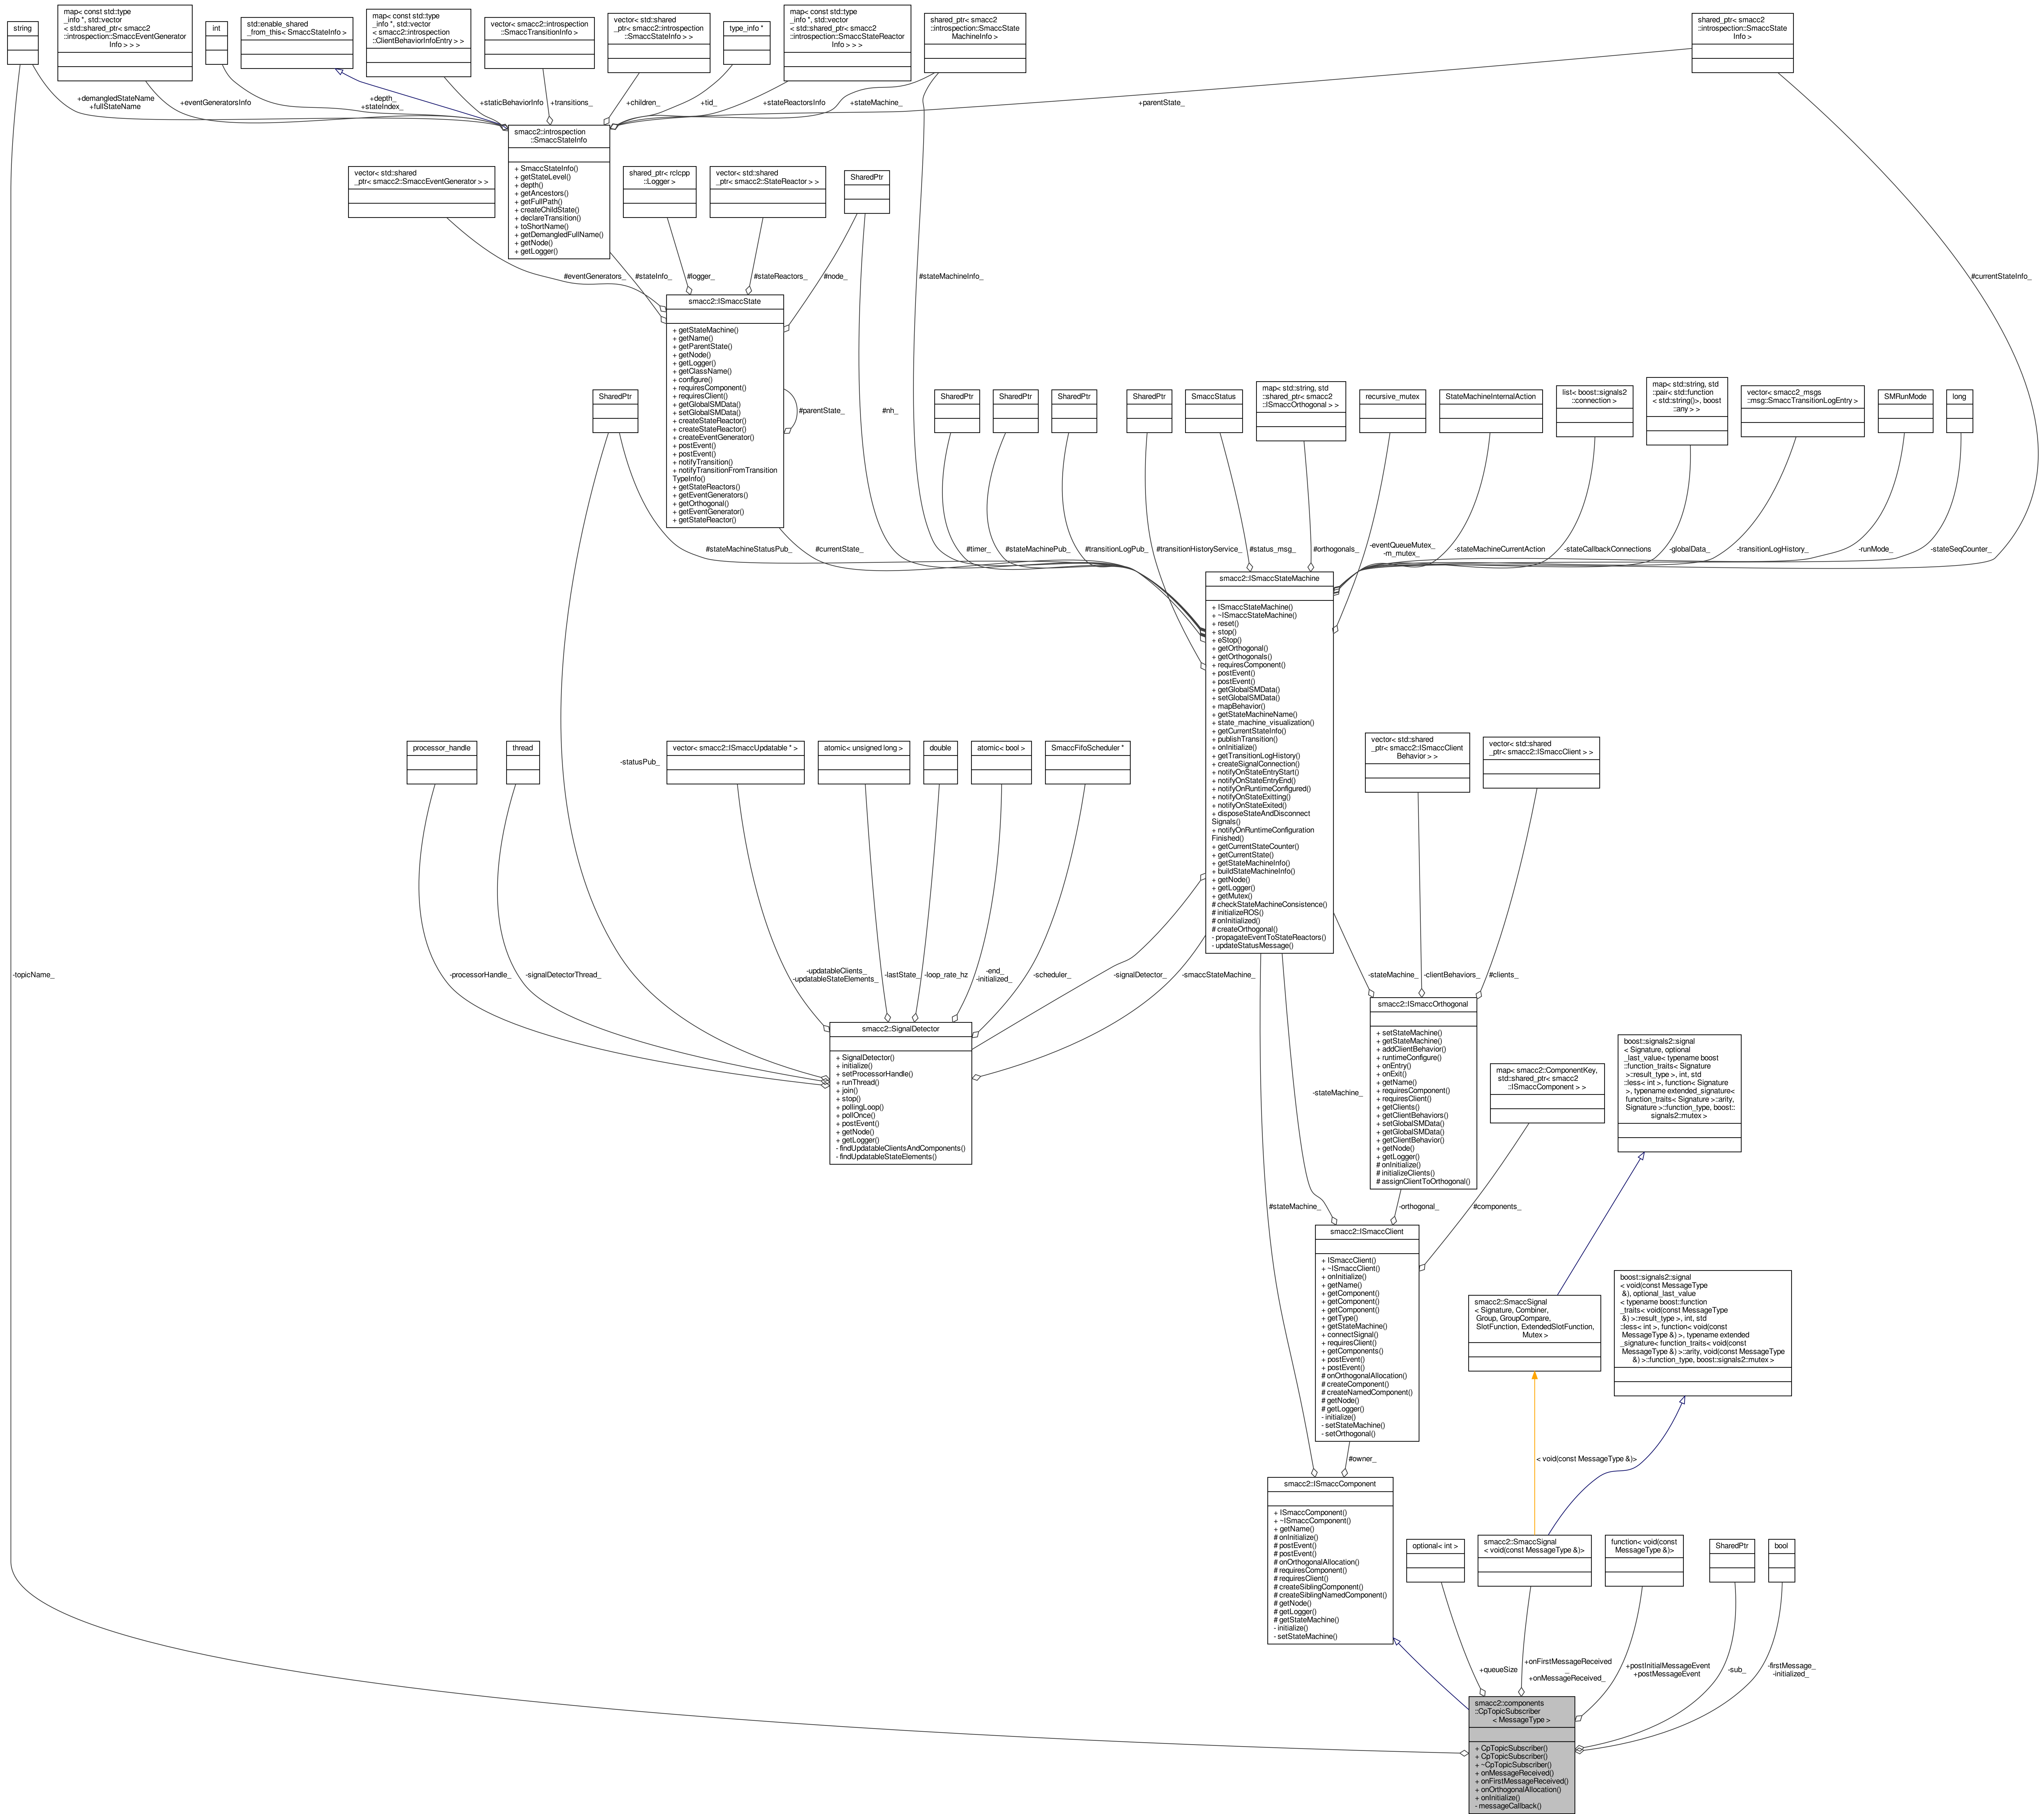 string
map< const std::type
_info *, std::vector
< std::shared_ptr< smacc2
::introspection::SmaccEventGenerator
Info > > >
int
std::enable_shared
_from_this< SmaccStateInfo >
map< const std::type
_info *, std::vector
< smacc2::introspection
::ClientBehaviorInfoEntry > >
vector< smacc2::introspection
::SmaccTransitionInfo >
vector< std::shared
_ptr< smacc2::introspection
::SmaccStateInfo > >
type_info *
map< const std::type
_info *, std::vector
< std::shared_ptr< smacc2
::introspection::SmaccStateReactor
Info > > >
shared_ptr< smacc2
::introspection::SmaccState
MachineInfo >
shared_ptr< smacc2
::introspection::SmaccState
Info >
+demangledStateName
+fullStateName
+eventGeneratorsInfo
+depth_
+stateIndex_
+staticBehaviorInfo
+transitions_
+children_
+tid_
+stateReactorsInfo
+stateMachine_
+parentState_
smacc2::introspection
::SmaccStateInfo
+ SmaccStateInfo()
+ getStateLevel()
+ depth()
+ getAncestors()
+ getFullPath()
+ createChildState()
+ declareTransition()
+ toShortName()
+ getDemangledFullName()
+ getNode()
+ getLogger()
vector< std::shared
_ptr< smacc2::SmaccEventGenerator > >
shared_ptr< rclcpp
::Logger >
vector< std::shared
_ptr< smacc2::StateReactor > >
SharedPtr
#eventGenerators_
#stateInfo_
#logger_
#stateReactors_
#node_
#stateMachineInfo_
#currentStateInfo_
smacc2::ISmaccState
+ getStateMachine()
+ getName()
+ getParentState()
+ getNode()
+ getLogger()
+ getClassName()
+ configure()
+ requiresComponent()
+ requiresClient()
+ getGlobalSMData()
+ setGlobalSMData()
+ createStateReactor()
+ createStateReactor()
+ createEventGenerator()
+ postEvent()
+ postEvent()
+ notifyTransition()
+ notifyTransitionFromTransition
TypeInfo()
+ getStateReactors()
+ getEventGenerators()
+ getOrthogonal()
+ getEventGenerator()
+ getStateReactor()
#parentState_
#nh_
SharedPtr
SharedPtr
SharedPtr
SharedPtr
SharedPtr
SmaccStatus
map< std::string, std
::shared_ptr< smacc2
::ISmaccOrthogonal > >
recursive_mutex
StateMachineInternalAction
list< boost::signals2
::connection >
map< std::string, std
::pair< std::function
< std::string()>, boost
::any > >
vector< smacc2_msgs
::msg::SmaccTransitionLogEntry >
SMRunMode
long
#stateMachineStatusPub_
#currentState_
#timer_
#stateMachinePub_
#transitionLogPub_
#transitionHistoryService_
#status_msg_
#orthogonals_
-eventQueueMutex_
-m_mutex_
-stateMachineCurrentAction
-stateCallbackConnections
-globalData_
-transitionLogHistory_
-runMode_
-stateSeqCounter_
smacc2::ISmaccStateMachine
+ ISmaccStateMachine()
+ ~ISmaccStateMachine()
+ reset()
+ stop()
+ eStop()
+ getOrthogonal()
+ getOrthogonals()
+ requiresComponent()
+ postEvent()
+ postEvent()
+ getGlobalSMData()
+ setGlobalSMData()
+ mapBehavior()
+ getStateMachineName()
+ state_machine_visualization()
+ getCurrentStateInfo()
+ publishTransition()
+ onInitialize()
+ getTransitionLogHistory()
+ createSignalConnection()
+ notifyOnStateEntryStart()
+ notifyOnStateEntryEnd()
+ notifyOnRuntimeConfigured()
+ notifyOnStateExitting()
+ notifyOnStateExited()
+ disposeStateAndDisconnect
Signals()
+ notifyOnRuntimeConfiguration
Finished()
+ getCurrentStateCounter()
+ getCurrentState()
+ getStateMachineInfo()
+ buildStateMachineInfo()
+ getNode()
+ getLogger()
+ getMutex()
# checkStateMachineConsistence()
# initializeROS()
# onInitialized()
# createOrthogonal()
- propagateEventToStateReactors()
- updateStatusMessage()
processor_handle
thread
-statusPub_
vector< smacc2::ISmaccUpdatable * >
atomic< unsigned long >
double
atomic< bool >
SmaccFifoScheduler *
vector< std::shared
_ptr< smacc2::ISmaccClient
Behavior > >
vector< std::shared
_ptr< smacc2::ISmaccClient > >
-topicName_
-processorHandle_
-signalDetectorThread_
-updatableClients_
-updatableStateElements_
-lastState_
-loop_rate_hz
-end_
-initialized_
-scheduler_
-signalDetector_
-smaccStateMachine_
-stateMachine_
-clientBehaviors_
#clients_
smacc2::SignalDetector
+ SignalDetector()
+ initialize()
+ setProcessorHandle()
+ runThread()
+ join()
+ stop()
+ pollingLoop()
+ pollOnce()
+ postEvent()
+ getNode()
+ getLogger()
- findUpdatableClientsAndComponents()
- findUpdatableStateElements()
smacc2::ISmaccOrthogonal
+ setStateMachine()
+ getStateMachine()
+ addClientBehavior()
+ runtimeConfigure()
+ onEntry()
+ onExit()
+ getName()
+ requiresComponent()
+ requiresClient()
+ getClients()
+ getClientBehaviors()
+ setGlobalSMData()
+ getGlobalSMData()
+ getClientBehavior()
+ getNode()
+ getLogger()
# onInitialize()
# initializeClients()
# assignClientToOrthogonal()
map< smacc2::ComponentKey,
std::shared_ptr< smacc2
::ISmaccComponent > >
boost::signals2::signal
< Signature, optional
_last_value< typename boost
::function_traits< Signature
>::result_type >, int, std
::less< int >, function< Signature
>, typename extended_signature<
function_traits< Signature >::arity,
Signature >::function_type, boost::
signals2::mutex >
-stateMachine_
#stateMachine_
-orthogonal_
#components_
smacc2::ISmaccClient
+ ISmaccClient()
+ ~ISmaccClient()
+ onInitialize()
+ getName()
+ getComponent()
+ getComponent()
+ getComponent()
+ getType()
+ getStateMachine()
+ connectSignal()
+ requiresClient()
+ getComponents()
+ postEvent()
+ postEvent()
# onOrthogonalAllocation()
# createComponent()
# createNamedComponent()
# getNode()
# getLogger()
- initialize()
- setStateMachine()
- setOrthogonal()
smacc2::SmaccSignal
< Signature, Combiner,
Group, GroupCompare,
SlotFunction, ExtendedSlotFunction,
Mutex >
boost::signals2::signal
< void(const MessageType
&), optional_last_value
< typename boost::function
_traits< void(const MessageType
&) >::result_type >, int, std
::less< int >, function< void(const
MessageType &) >, typename extended
_signature< function_traits< void(const
MessageType &) >::arity, void(const MessageType
&) >::function_type, boost::signals2::mutex >
#owner_
< void(const MessageType &)>
smacc2::ISmaccComponent
+ ISmaccComponent()
+ ~ISmaccComponent()
+ getName()
# onInitialize()
# postEvent()
# postEvent()
# onOrthogonalAllocation()
# requiresComponent()
# requiresClient()
# createSiblingComponent()
# createSiblingNamedComponent()
# getNode()
# getLogger()
# getStateMachine()
- initialize()
- setStateMachine()
optional< int >
smacc2::SmaccSignal
< void(const MessageType &)>
function< void(const
MessageType &)>
SharedPtr
bool
+queueSize
+onFirstMessageReceived
_
+onMessageReceived_
+postInitialMessageEvent
+postMessageEvent
-sub_
-firstMessage_
-initialized_
smacc2::components
::CpTopicSubscriber
< MessageType >
+ CpTopicSubscriber()
+ CpTopicSubscriber()
+ ~CpTopicSubscriber()
+ onMessageReceived()
+ onFirstMessageReceived()
+ onOrthogonalAllocation()
+ onInitialize()
- messageCallback()